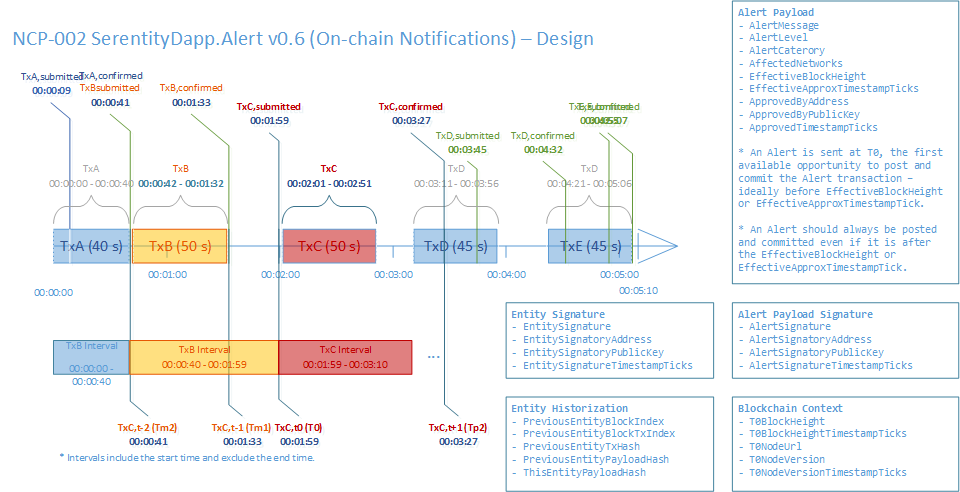 NCP-002 SerentityDapp.Alert v0.6 (On-chain Notifications) – Design
TxA,submitted
00:00:09
TxA,confirmed
TxBsubmitted
00:00:41
TxB,confirmed
00:01:33
TxC,submitted
00:01:59
TxC,confirmed
00:03:27
TxD,submitted
00:03:45
TxD,confirmed
00:04:32
TxA
00:00:00 - 00:00:40
TxB
00:00:42 - 00:01:32
TxC
00:02:01 - 00:02:51
TxD
00:03:11 - 00:03:56
TxD
00:04:21 - 00:05:06
TxA (40 s)
TxB (50 s)
TxC (50 s)
TxD (45 s)
TxE (45 s)
00:00:00
00:01:00
00:02:00
00:03:00
00:04:00
00:05:00
00:05:10
TxB Interval
00:00:00 -
00:00:40
TxB Interval
00:00:40 - 00:01:59
TxC Interval
00:01:59 - 00:03:10
...
TxC,t-2 (Tm2)
00:00:41
TxC,t-1 (Tm1)
00:01:33
TxC,t0 (T0)
00:01:59
TxC,t+1 (Tp2)
00:03:27
* Intervals include the start time and exclude the end time.
Alert Payload
- AlertMessage
- AlertLevel
- AlertCaterory
- AffectedNetworks
- EffectiveBlockHeight
- EffectiveApproxTimestampTicks
- ApprovedByAddress
- ApprovedByPublicKey
- ApprovedTimestampTicks
* An Alert is sent at T0, the first
available opportunity to post and
commit the Alert transaction –
ideally before EffectiveBlockHeight
or EffectiveApproxTimestampTick.
* An Alert should always be posted
and committed even if it is after
the EffectiveBlockHeight or
EffectiveApproxTimestampTick.
Entity Signature
- EntitySignature
- EntitySignatoryAddress
- EntitySignatoryPublicKey
- EntitySignatureTimestampTicks
Alert Payload Signature
- AlertSignature
- AlertSignatoryAddress
- AlertSignatoryPublicKey
- AlertSignatureTimestampTicks
Entity Historization
- PreviousEntityBlockIndex
- PreviousEntityBlockTxIndex
- PreviousEntityTxHash
- PreviousEntityPayloadHash
- ThisEntityPayloadHash
Blockchain Context
- T0BlockHeight
- T0BlockHeightTimestampTicks
- T0NodeUrl
- T0NodeVersion
- T0NodeVersionTimestampTicks